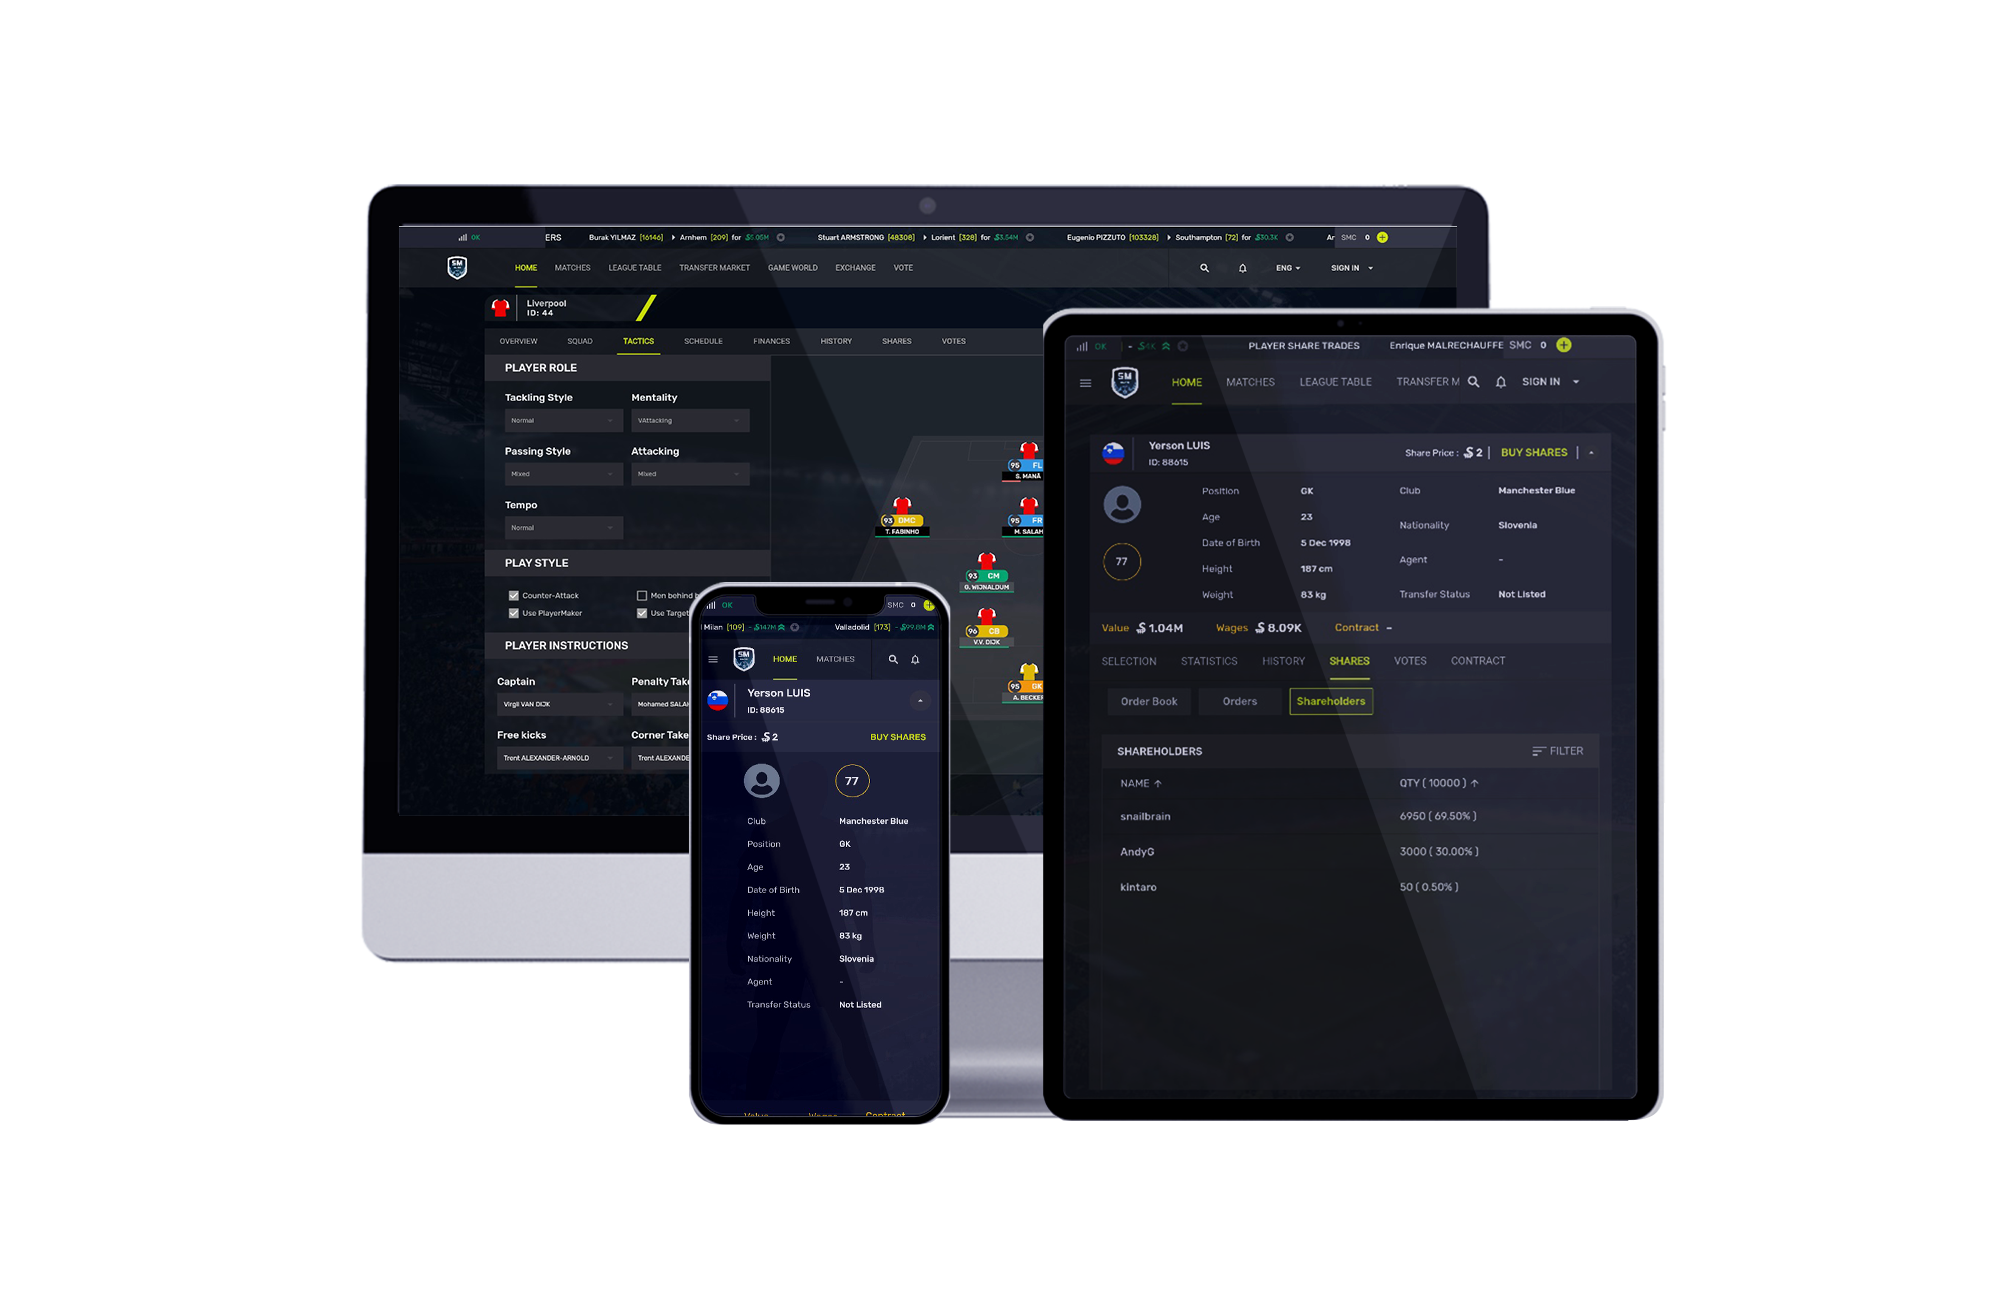 OK
ERS Burak YILMAZ [16146] Arnhem [209] for 5.05M Stuart ARMSTRONG [48308] Lorient [328] for 3.54M Eugenio PIZZUTO [103328] Southampton [72] for 30.3K Ar SMC 0
SM
HOME MATCHES LEAGUE TABLE TRANSFER MARKET GAME WORLD EXCHANGE VOTE ENG SIGN IN
Liverpool
ID: 44
OVERVIEW SQUAD TACTICS SCHEDULE FINANCES HISTORY SHARES VOTES
PLAYER ROLE
Tackling Style Mentality
Normal VAttacking
Passing Style Attacking
Mixed Mixed
Tempo
Normal
PLAY STYLE
Counter-Attack Men behind b
Use PlayerMaker Use Target
PLAYER INSTRUCTIONS
Captain Penalty Take
Virgil VAN DIJK Mohamed SALA
Free kicks Corner Take
Trent ALEXANDER-ARNOLD Trent ALEXANDE
95 FL
S. MANÃ
93 DMC
T. FABINHO
95 FR
M. SALAH
93 CM
G. WIJNALDUM
96 CB
V.V. DIJK
95 GK
A. BECKER
OK SMC 0
Milan [109] - 147M Valladolid [173] - 99.8M
SM
HOME MATCHES
Yerson LUIS
ID: 88615
Share Price : 2 BUY SHARES
77
Club Manchester Blue
Position GK
Age 23
Date of Birth 5 Dec 1998
Height 187 cm
Weight 83 kg
Nationality Slovenia
Agent -
Transfer Status Not Listed
Value Wages Contract
OK - PLAYER SHARE TRADES Enrique MALRECHAUFFE SMC 0
SM
HOME MATCHES LEAGUE TABLE TRANSFER M SIGN IN
Yerson LUIS
ID: 88615
Share Price : 2 | BUY SHARES |
77
Position GK
Age 23
Date of Birth 5 Dec 1998
Height 187 cm
Weight 83 kg
Club Manchester Blue
Nationality Slovenia
Agent -
Transfer Status Not Listed
Value 1.04M Wages 8.09K Contract -
SELECTION STATISTICS HISTORY SHARES VOTES CONTRACT
Order Book Orders Shareholders
SHAREHOLDERS FILTER
NAME ↑ QTY ( 10000 ) ↑
snailbrain 6950 ( 69.50% )
AndyG 3000 ( 30.00% )
kintaro 50 ( 0.50% )